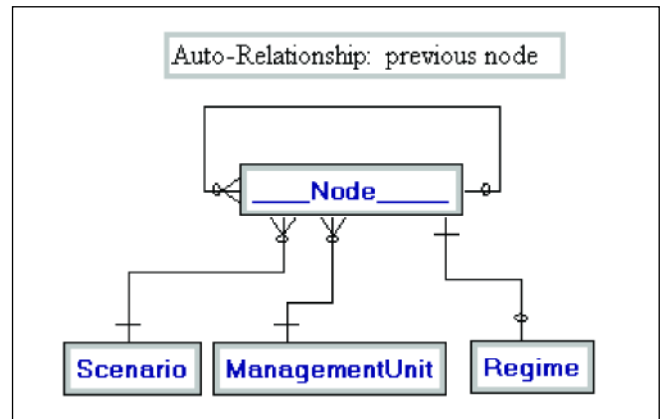 Auto-Relationship: previous node
____Node_____
Scenario
ManagementUnit
Regime